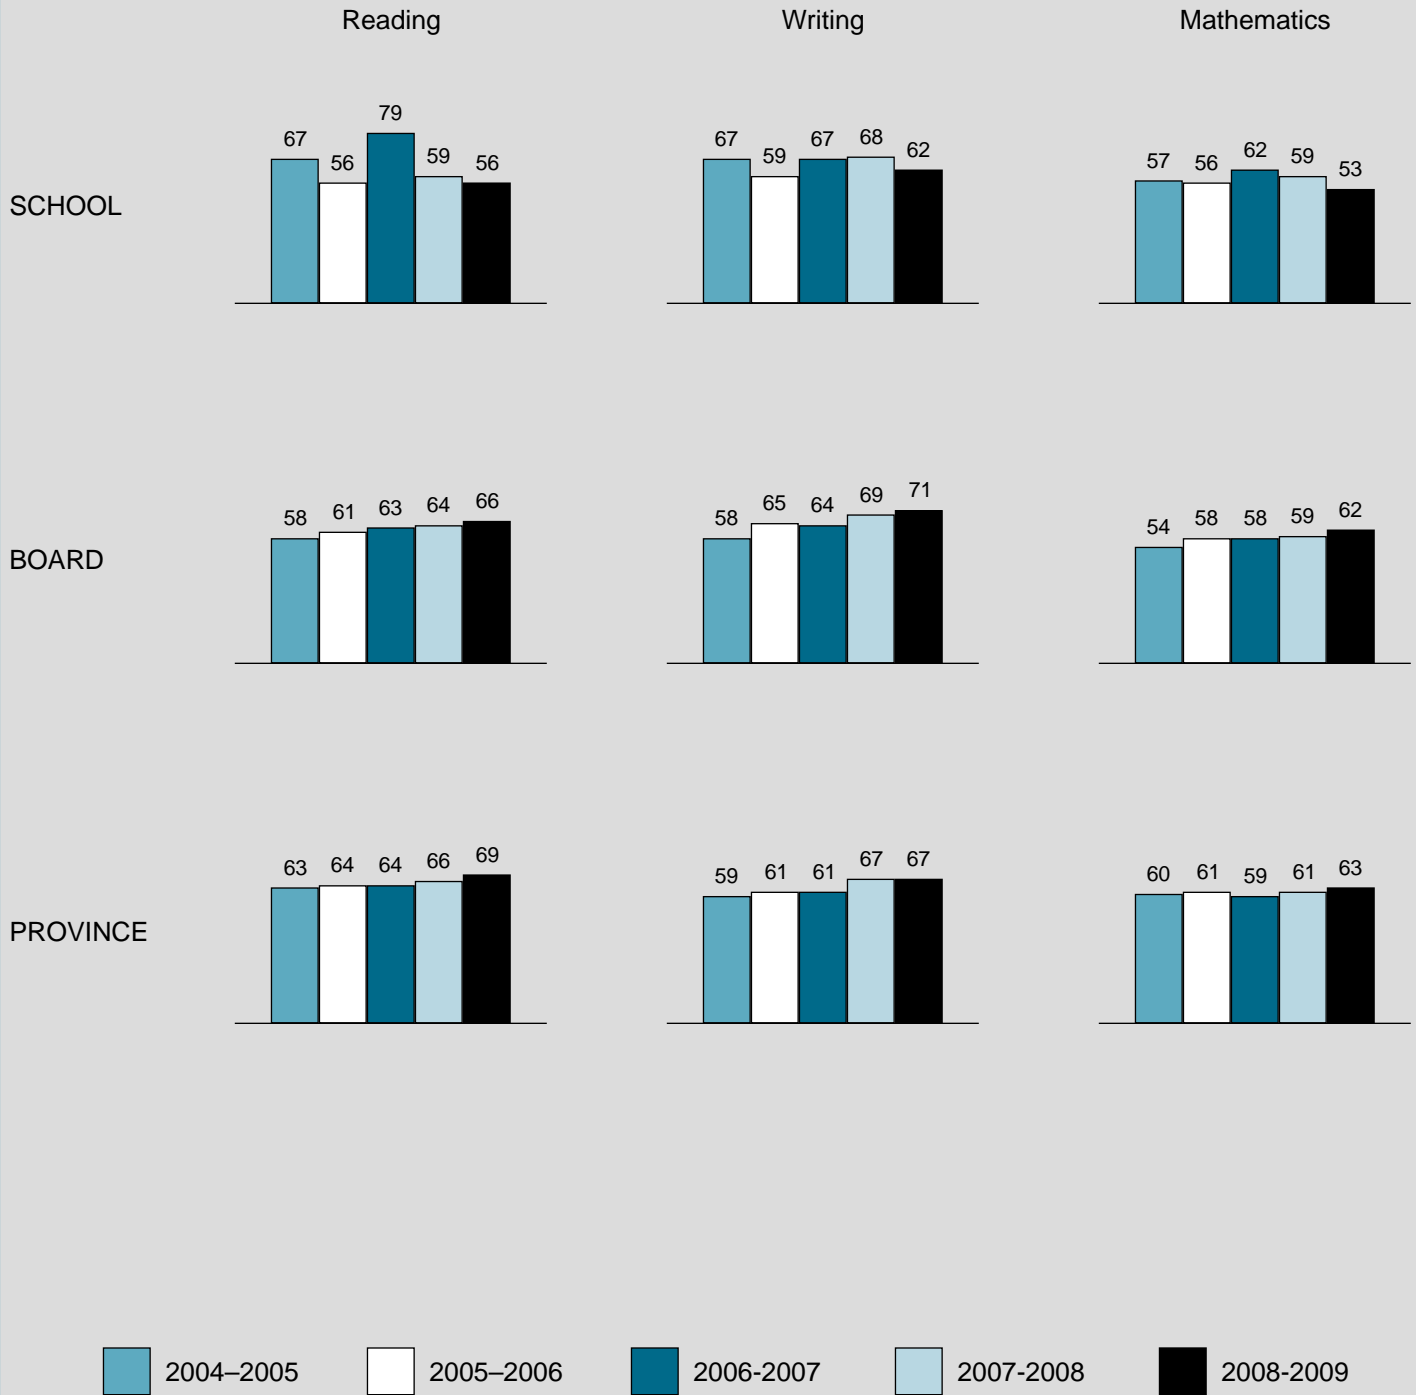 Reading Writing Mathematics
SCHOOL
67 56 79 59 56
67 59 67 68 62
57 56 62 59 53
BOARD
58 61 63 64 66
58 65 64 69 71
54 58 58 59 62
PROVINCE
63 64 64 66 69
59 61 61 67 67
60 61 59 61 63
2004–2005 2005–2006 2006-2007 2007-2008 2008-2009